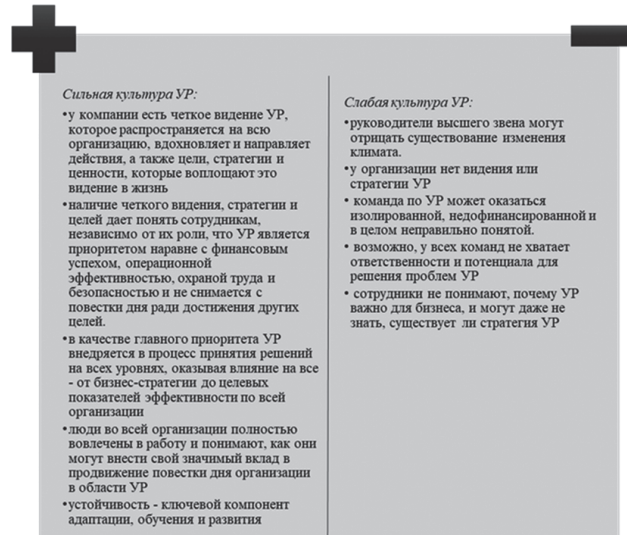 Сильная культура УР:
•у компании есть четкое видение УР,
которое распространяется на всю
организацию, вдохновляет и направляет
действия, а также цели, стратегии и
ценности, которые воплощают это
видение в жизнь
•наличие четкого видения, стратегии и
целей дает понять сотрудникам,
независимо от их роли, что УР является
приоритетом наравне с финансовым
успехом, операционной
эффективностью, охраной труда и
безопасностью и не снимается с
повестки дня ради достижения других
целей.
•в качестве главного приоритета УР
внедряется в процесс принятия решений
на всех уровнях, оказывая влияние на все
- от бизнес-стратегии до целевых
показателей эффективности по всей
организации
•люди во всей организации полностью
вовлечены в работу и понимают, как они
могут внести свой значимый вклад в
продвижение повестки дня организации
в области УР
•устойчивость - ключевой компонент
адаптации, обучения и развития
Слабая культура УР:
•руководители высшего звена могут
отрицать существование изменения
климата.
•у организации нет видения или
стратегии УР
• команда по УР может оказаться
изолированной, недофинансированной и
в целом неправильно понятой.
• возможно, у всех команд не хватает
ответственности и потенциала для
решения проблем УР
• сотрудники не понимают, почему УР
важно для бизнеса, и могут даже не
знать, существует ли стратегия УР